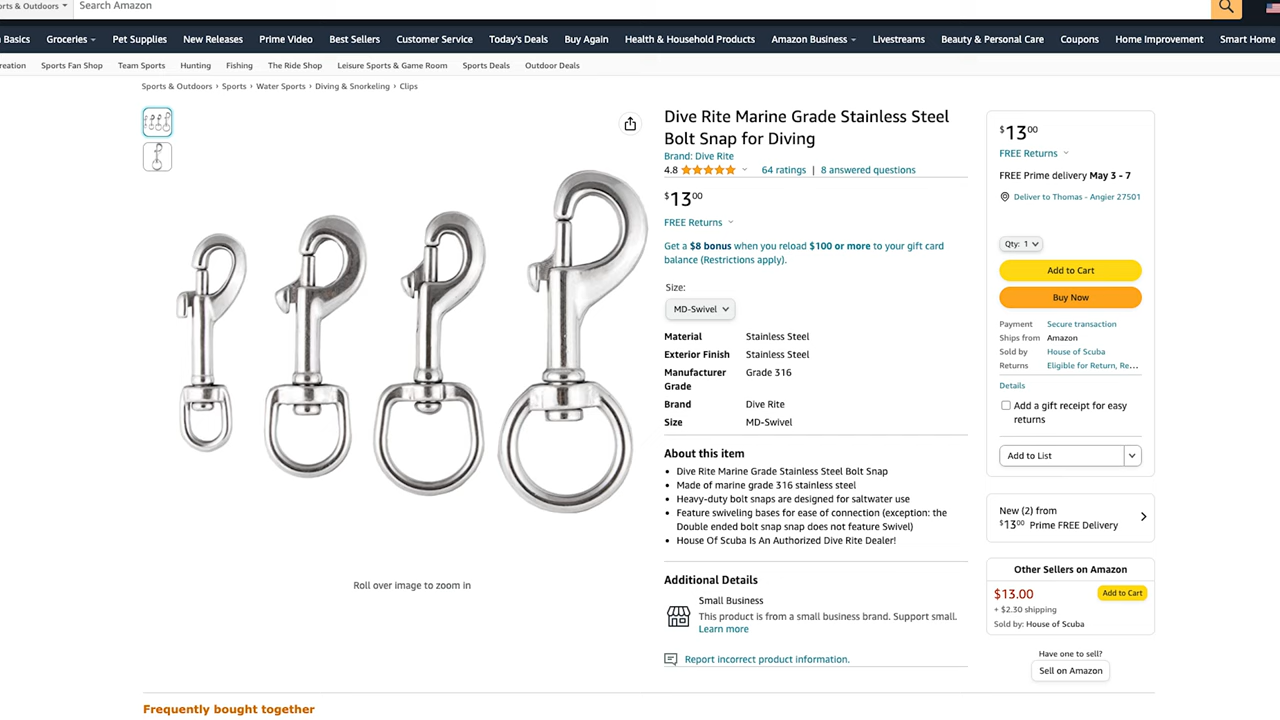 rts & Outdoors
Search Amazon
Basics
Groceries
Pet Supplies
New Releases
Prime Video
Best Sellers
Customer Service
Today's Deals
Buy Again
Health & Household Products
Amazon Business
Livestreams
Beauty & Personal Care
Coupons
Home Improvement
Smart Home
reation
Sports Fan Shop
Team Sports
Hunting
Fishing
The Ride Shop
Leisure Sports & Game Room
Sports Deals
Outdoor Deals
Sports & Outdoors › Sports › Water Sports › Diving & Snorkeling › Clips
Roll over image to zoom in
Dive Rite Marine Grade Stainless Steel
Bolt Snap for Diving
Brand: Dive Rite
4.8 64 ratings | 8 answered questions
$13 00
FREE Returns
Get a $8 bonus when you reload $100 or more to your gift card
balance (Restrictions apply).
Size:
MD-Swivel
Material Stainless Steel
Exterior Finish Stainless Steel
Manufacturer Grade 316
Grade
Brand Dive Rite
Size MD-Swivel
About this item
• Dive Rite Marine Grade Stainless Steel Bolt Snap
• Made of marine grade 316 stainless steel
• Heavy-duty bolt snaps are designed for saltwater use
• Feature swiveling bases for ease of connection (exception: the
Double ended bolt snap snap does not feature Swivel)
• House Of Scuba Is An Authorized Dive Rite Dealer!
Additional Details
Small Business
This product is from a small business brand. Support small.
Learn more
Report incorrect product information.
$13 00
FREE Returns
FREE Prime delivery May 3 - 7
Deliver to Thomas - Angier 27501
Qty: 1
Add to Cart
Buy Now
Payment Secure transaction
Ships from Amazon
Sold by House of Scuba
Returns Eligible for Return, Re...
Details
Add a gift receipt for easy
returns
Add to List
New (2) from
$13 00 Prime FREE Delivery
Other Sellers on Amazon
$13.00 Add to Cart
+ $2.30 shipping
Sold by: House of Scuba
Have one to sell?
Sell on Amazon
Frequently bought together